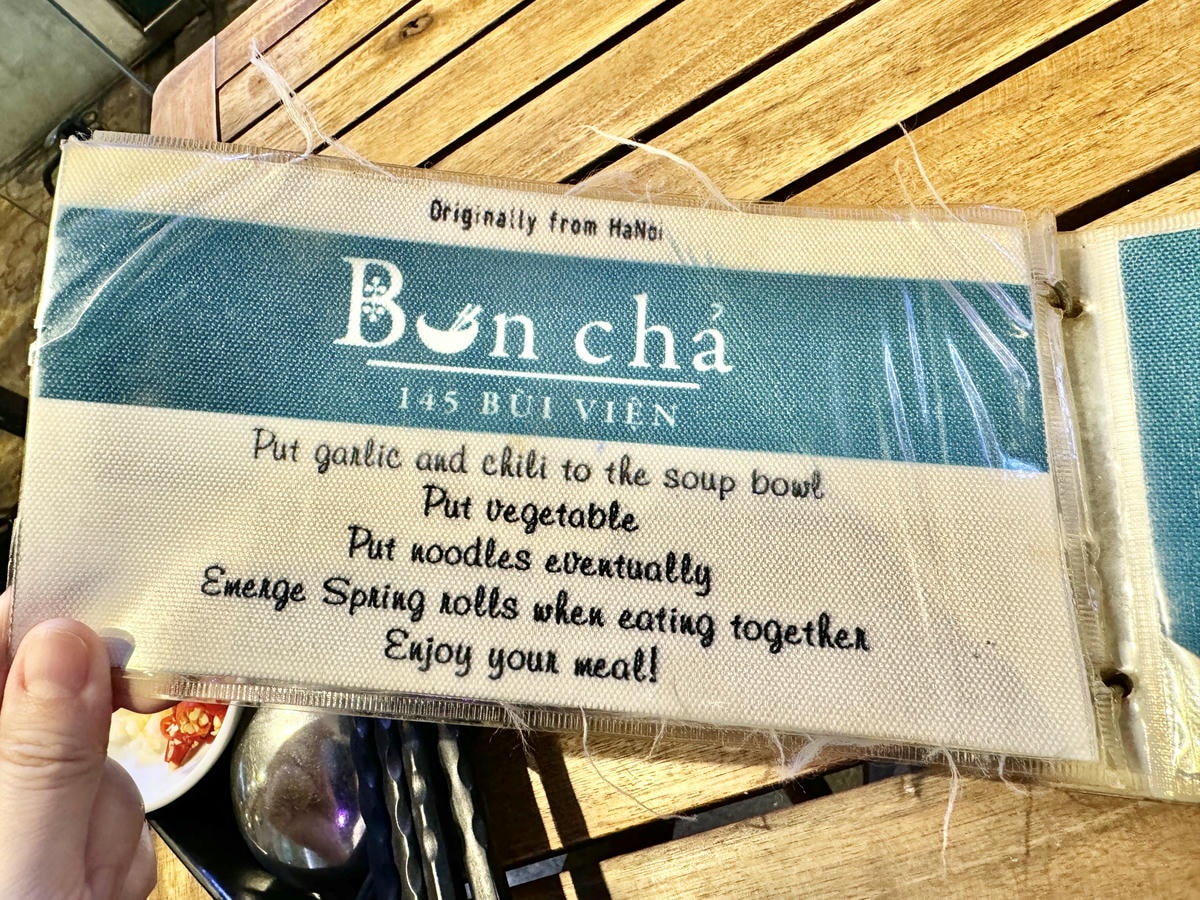 Originally from HaNoi
Bún chả
145 BÙI VIỆN
Put garlic and chili to the soup bowl
Put vegetable
Put noodles eventually
Emerge Spring rolls when eating together
Enjoy your meal!